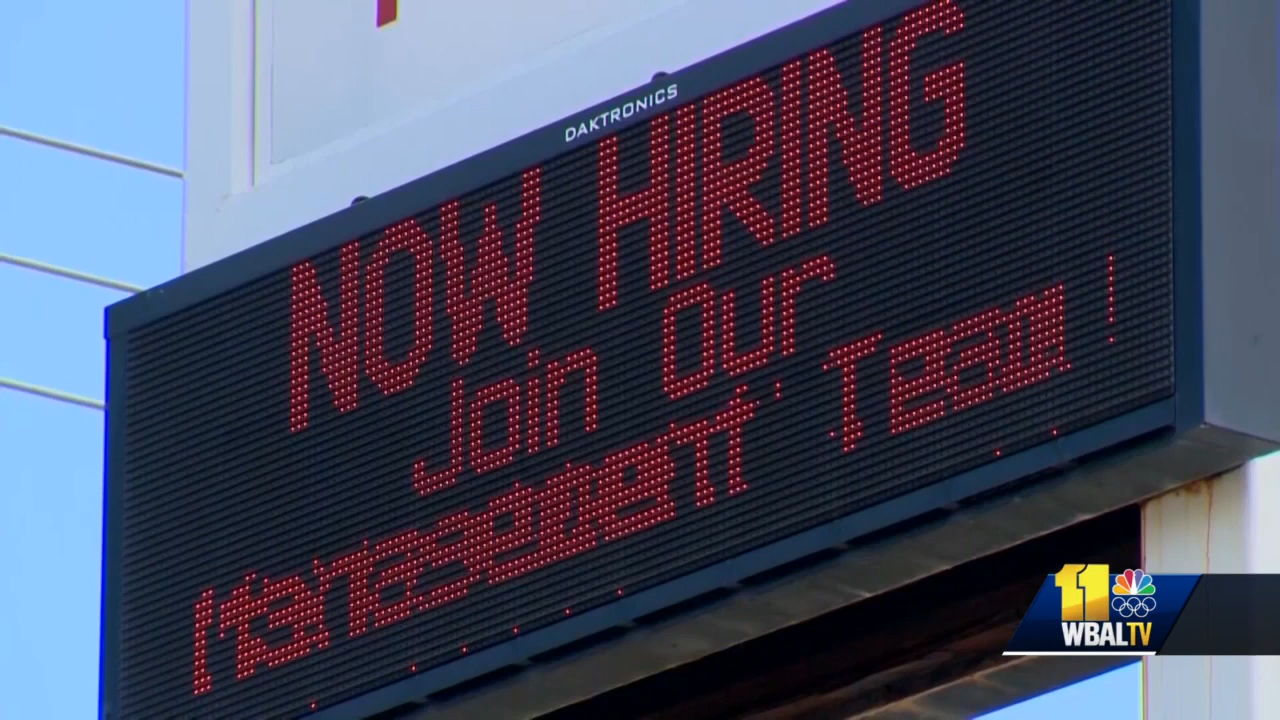 DAKTRONICS
NOW HIRING
Join Our
Team !
11
WBALTV